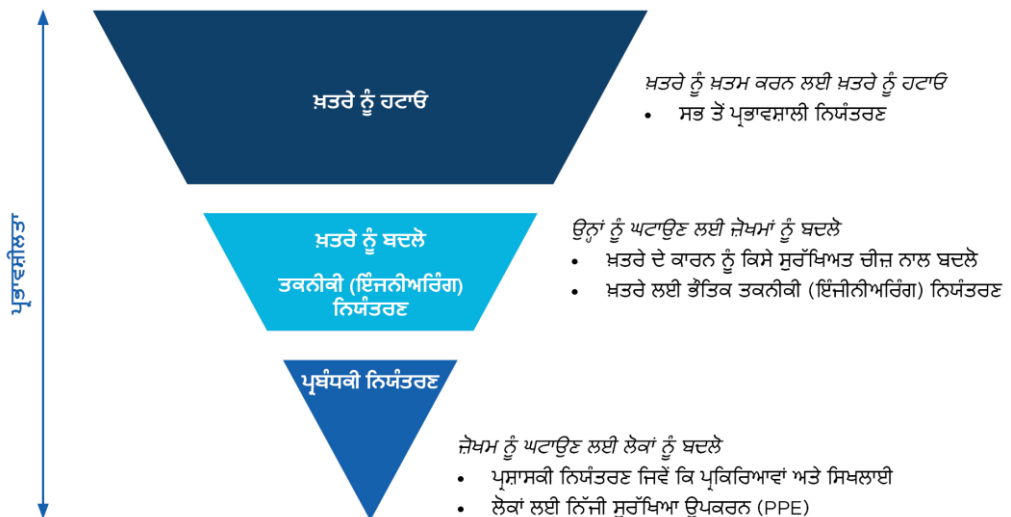 ਪ੍ਰਭਾਵਸ਼ੀਲਤਾ
ਖ਼ਤਰੇ ਨੂੰ ਹਟਾਓ
ਖ਼ਤਰੇ ਨੂੰ ਖ਼ਤਮ ਕਰਨ ਲਈ ਖ਼ਤਰੇ ਨੂੰ ਹਟਾਓ
• ਸਭ ਤੋਂ ਪ੍ਰਭਾਵਸ਼ਾਲੀ ਨਿਯੰਤਰਣ
ਖ਼ਤਰੇ ਨੂੰ ਬਦਲੋ
ਤਕਨੀਕੀ (ਇੰਜਨੀਅਰਿੰਗ)
ਨਿਯੰਤਰਣ
ਉਨ੍ਹਾਂ ਨੂੰ ਘਟਾਉਣ ਲਈ ਜ਼ੋਖਮਾਂ ਨੂੰ ਬਦਲੋ
• ਖ਼ਤਰੇ ਦੇ ਕਾਰਨ ਨੂੰ ਕਿਸੇ ਸੁਰੱਖਿਅਤ ਚੀਜ਼ ਨਾਲ ਬਦਲੋ
• ਖ਼ਤਰੇ ਲਈ ਭੌਤਿਕ ਤਕਨੀਕੀ (ਇੰਜੀਨੀਅਰਿੰਗ) ਨਿਯੰਤਰਣ
ਪ੍ਰਬੰਧਕੀ ਨਿਯੰਤਰਣ
ਜ਼ੋਖਮ ਨੂੰ ਘਟਾਉਣ ਲਈ ਲੋਕਾਂ ਨੂੰ ਬਦਲੋ
• ਪ੍ਰਸ਼ਾਸਕੀ ਨਿਯੰਤਰਣ ਜਿਵੇਂ ਕਿ ਪ੍ਰਕਿਰਿਆਵਾਂ ਅਤੇ ਸਿਖਲਾਈ
• ਲੋਕਾਂ ਲਈ ਨਿੱਜੀ ਸੁਰੱਖਿਆ ਉਪਕਰਨ (PPE)